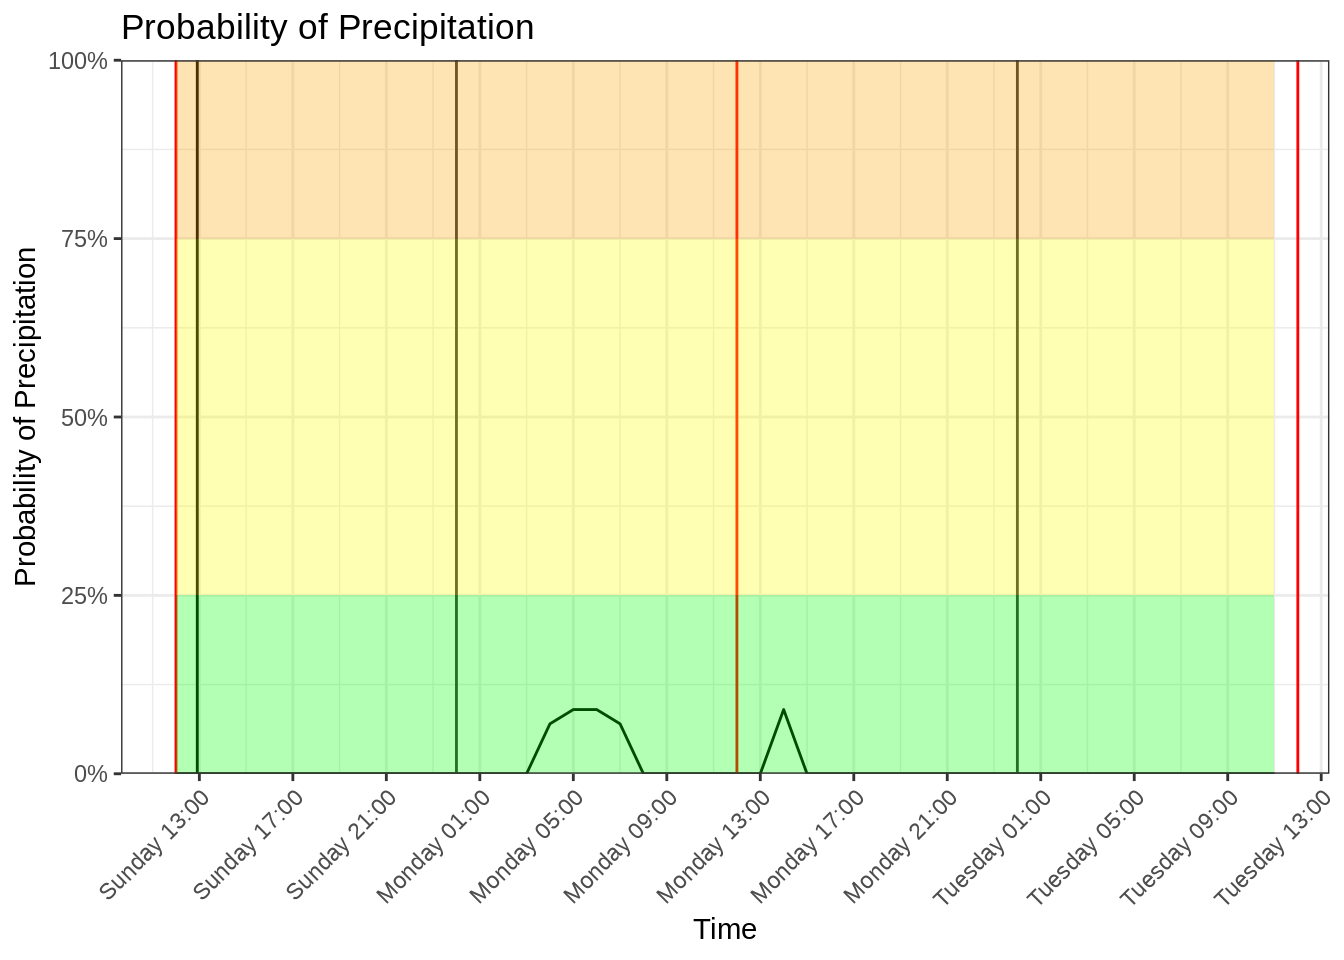 Probability of Precipitation
Probability of Precipitation
100%
75%
50%
25%
0%
Sunday 13:00
Sunday 17:00
Sunday 21:00
Monday 01:00
Monday 05:00
Monday 09:00
Monday 13:00
Monday 17:00
Monday 21:00
Tuesday 01:00
Tuesday 05:00
Tuesday 09:00
Tuesday 13:00
Time